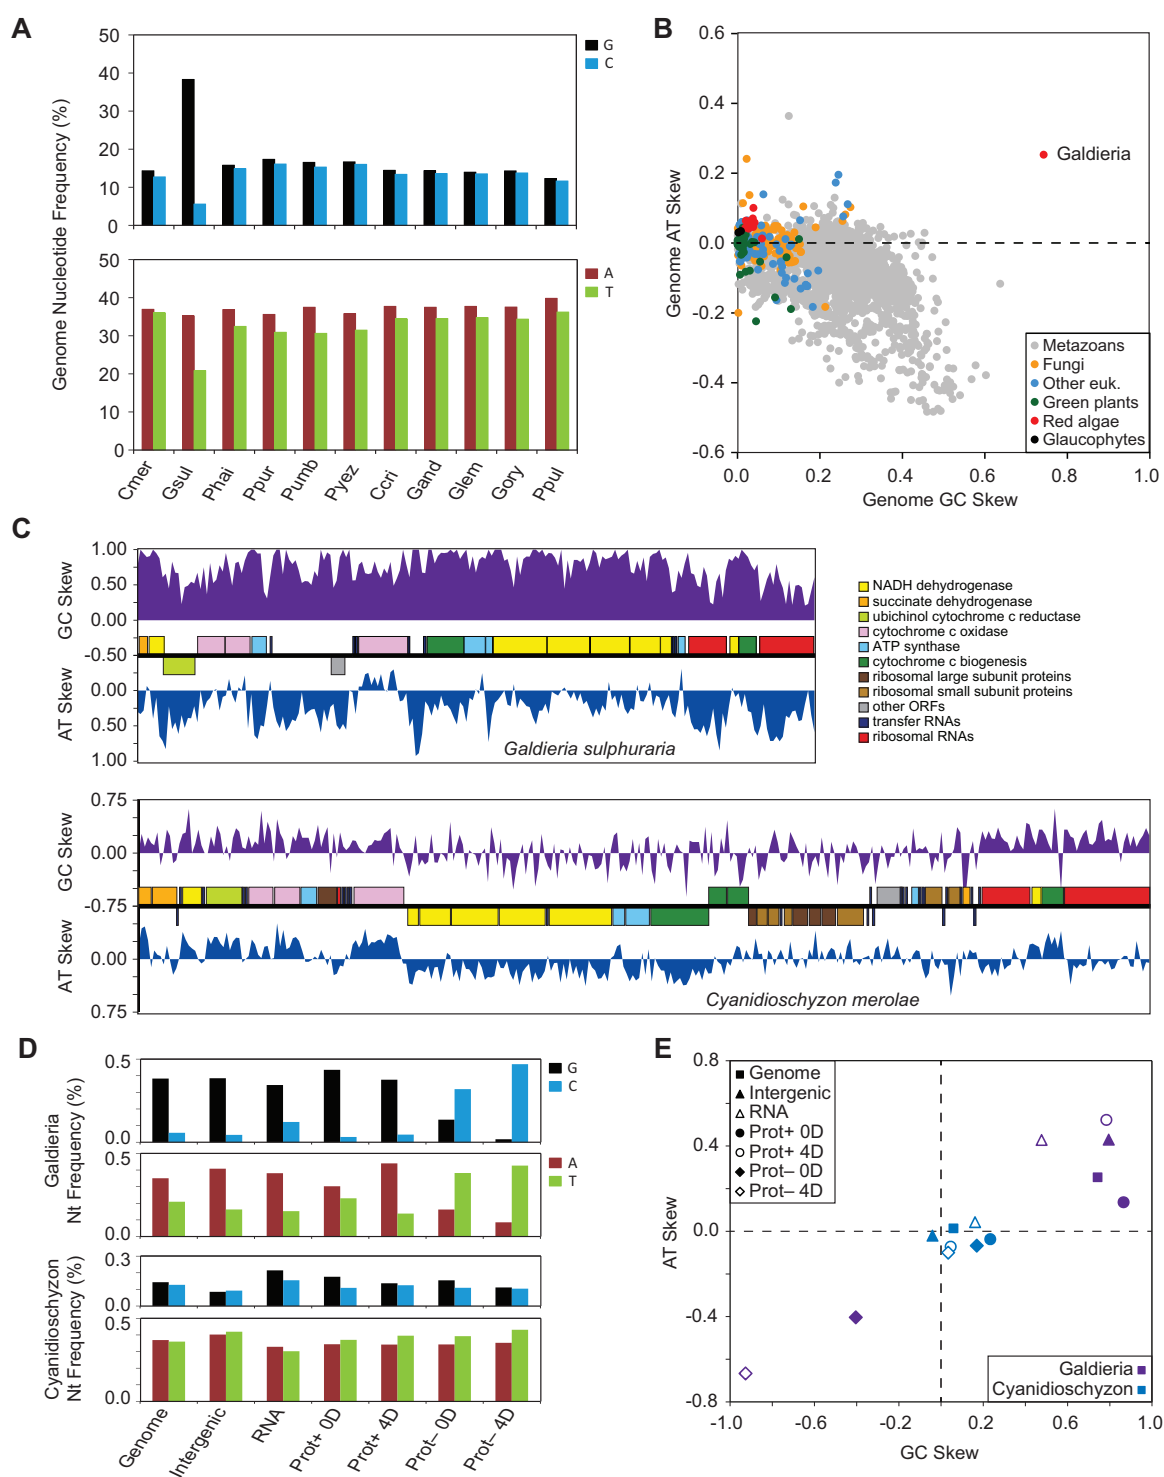 A
Genome Nucleotide Frequency (%)
50
40
30
20
10
0
G
C
50
40
30
20
10
0
A
T
Cmer
Gsul
Phai
Ppur
Pumb
Pyez
Ccri
Gand
Glem
Gory
Ppul
B
Genome AT Skew
0.6
0.4
0.2
0.0
-0.2
-0.4
-0.6
Galdieria
Metazoans
Fungi
Other euk.
Green plants
Red algae
Glaucophytes
0.0
0.2
0.4
0.6
0.8
1.0
Genome GC Skew
C
GC Skew
1.00
0.50
0.00
-0.50
AT Skew
0.00
0.50
1.00
Galdieria sulphuraria
NADH dehydrogenase
succinate dehydrogenase
ubichinol cytochrome c reductase
cytochrome c oxidase
ATP synthase
cytochrome c biogenesis
ribosomal large subunit proteins
ribosomal small subunit proteins
other ORFs
transfer RNAs
ribosomal RNAs
GC Skew
0.75
0.00
-0.75
AT Skew
0.00
0.75
Cyanidioschyzon merolae
D
Galdieria
Nt Frequency (%)
0.5
0.0
G
C
0.5
0.0
A
T
Cyanidioschyzon
Nt Frequency (%)
0.3
0.0
0.5
0.0
Genome
Intergenic
RNA
Prot+ 0D
Prot+ 4D
Prot– 0D
Prot– 4D
E
AT Skew
0.8
0.4
0.0
-0.4
-0.8
Genome
Intergenic
RNA
Prot+ 0D
Prot+ 4D
Prot– 0D
Prot– 4D
Galdieria
Cyanidioschyzon
-1.0
-0.6
-0.2
0.2
0.6
1.0
GC Skew